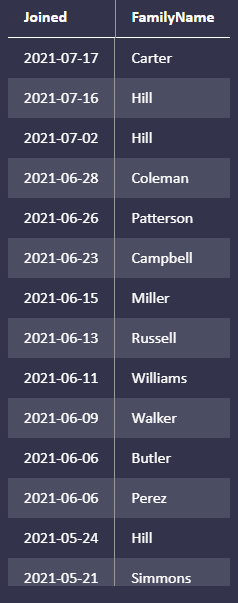 Joined FamilyName
2021-07-17 Carter
2021-07-16 Hill
2021-07-02 Hill
2021-06-28 Coleman
2021-06-26 Patterson
2021-06-23 Campbell
2021-06-15 Miller
2021-06-13 Russell
2021-06-11 Williams
2021-06-09 Walker
2021-06-06 Butler
2021-06-06 Perez
2021-05-24 Hill
2021-05-21 Simmons